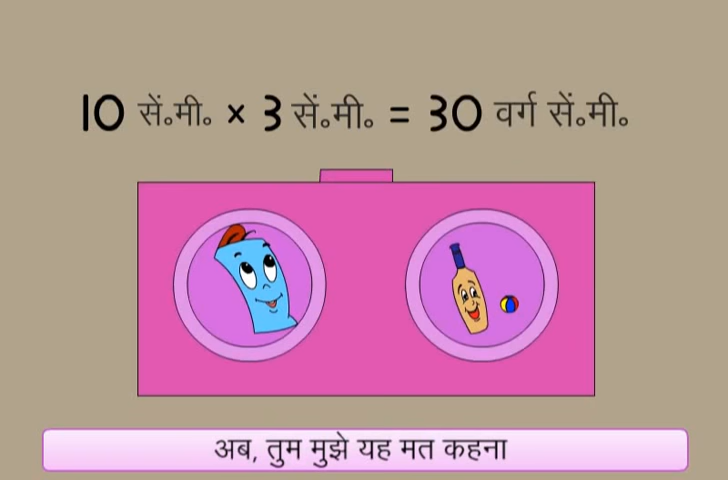 10 सें॰मी॰ × 3 सें॰मी॰ = 30 वर्ग सें॰मी॰
अब, तुम मुझे यह मत कहना